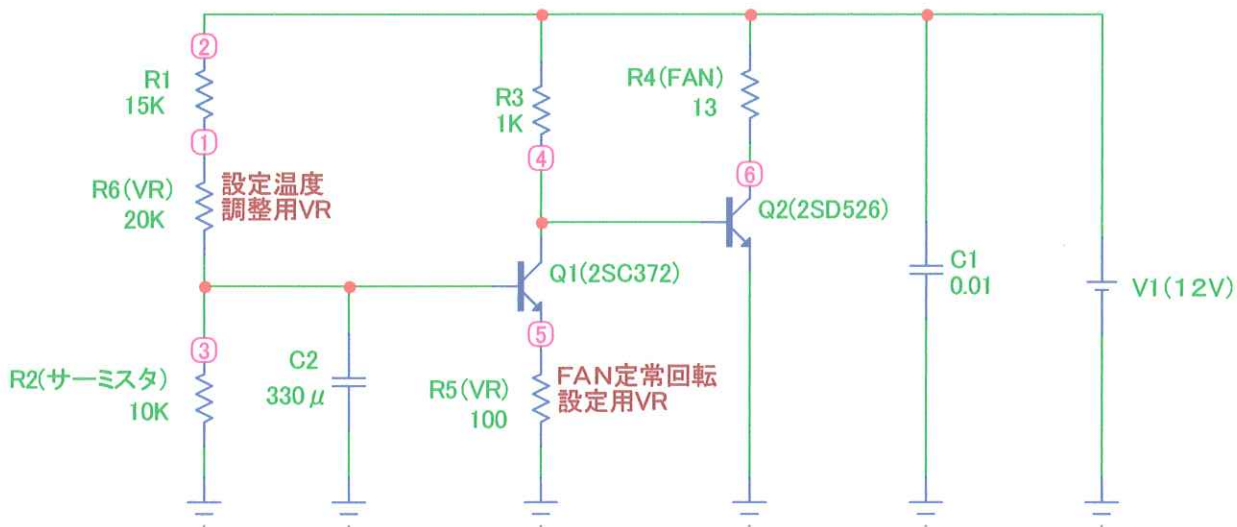 2
R1
15K
1
R6(VR)
20K
設定温度
調整用VR
3
R2(サーミスタ)
10K
C2
330μ
R3
1K
4
Q1(2SC372)
5
R5(VR)
100
FAN定常回転
設定用VR
R4(FAN)
13
6
Q2(2SD526)
C1
0.01
V1(12V)